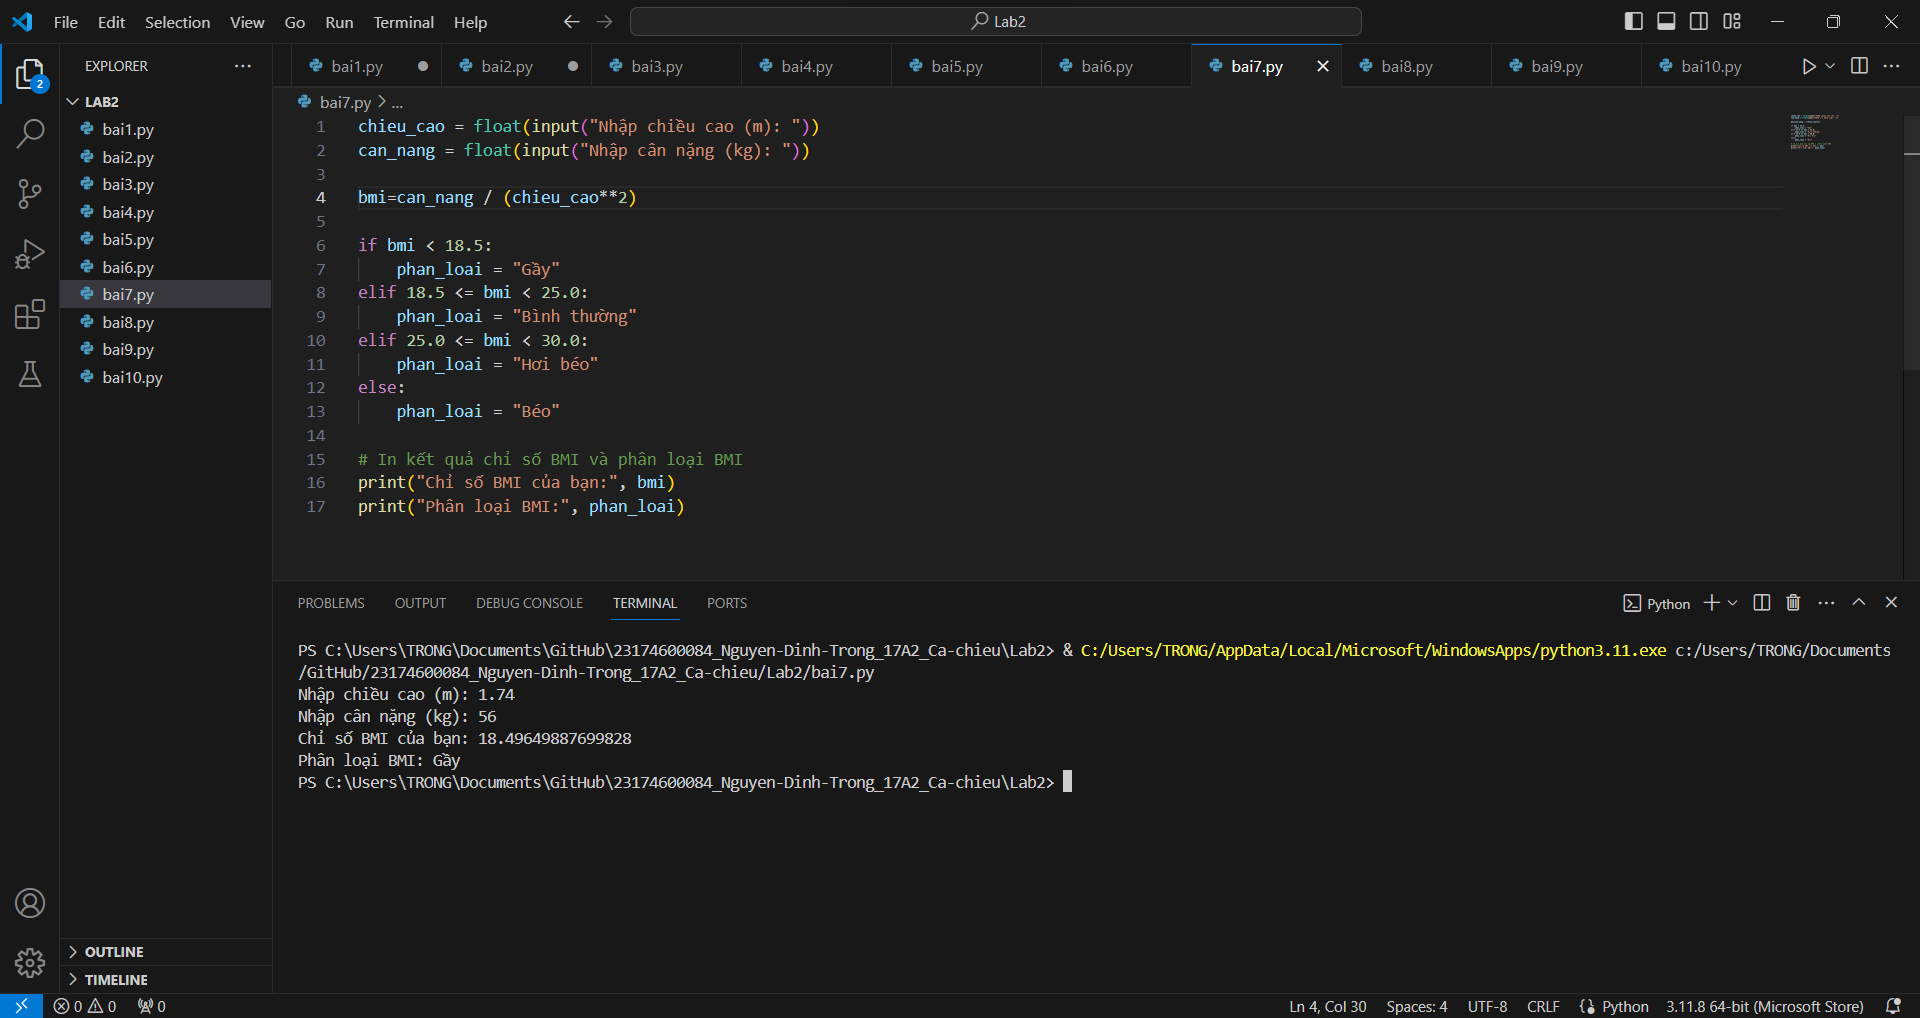 File Edit Selection View Go Run Terminal Help
Lab2
EXPLORER
bai1.py bai2.py bai3.py bai4.py bai5.py bai6.py bai7.py bai8.py bai9.py bai10.py
2
LAB2
bai1.py
bai2.py
bai3.py
bai4.py
bai5.py
bai6.py
bai7.py
bai8.py
bai9.py
bai10.py
OUTLINE
TIMELINE
bai7.py > ...
1 chieu_cao = float(input("Nhập chiều cao (m): "))
2 can_nang = float(input("Nhập cân nặng (kg): "))
3
4 bmi=can_nang / (chieu_cao**2)
5
6 if bmi < 18.5:
7 phan_loai = "Gầy"
8 elif 18.5 <= bmi < 25.0:
9 phan_loai = "Bình thường"
10 elif 25.0 <= bmi < 30.0:
11 phan_loai = "Hơi béo"
12 else:
13 phan_loai = "Béo"
14
15 # In kết quả chỉ số BMI và phân loại BMI
16 print("Chỉ số BMI của bạn:", bmi)
17 print("Phân loại BMI:", phan_loai)
PROBLEMS OUTPUT DEBUG CONSOLE TERMINAL PORTS
Python
PS C:\Users\TRONG\Documents\GitHub\23174600084_Nguyen-Dinh-Trong_17A2_Ca-chieu\Lab2> & C:/Users/TRONG/AppData/Local/Microsoft/WindowsApps/python3.11.exe c:/Users/TRONG/Documents
/GitHub/23174600084_Nguyen-Dinh-Trong_17A2_Ca-chieu/Lab2/bai7.py
Nhập chiều cao (m): 1.74
Nhập cân nặng (kg): 56
Chỉ số BMI của bạn: 18.49649887699828
Phân loại BMI: Gầy
PS C:\Users\TRONG\Documents\GitHub\23174600084_Nguyen-Dinh-Trong_17A2_Ca-chieu\Lab2>
0 0 0 Ln 4, Col 30 Spaces: 4 UTF-8 CRLF Python 3.11.8 64-bit (Microsoft Store)